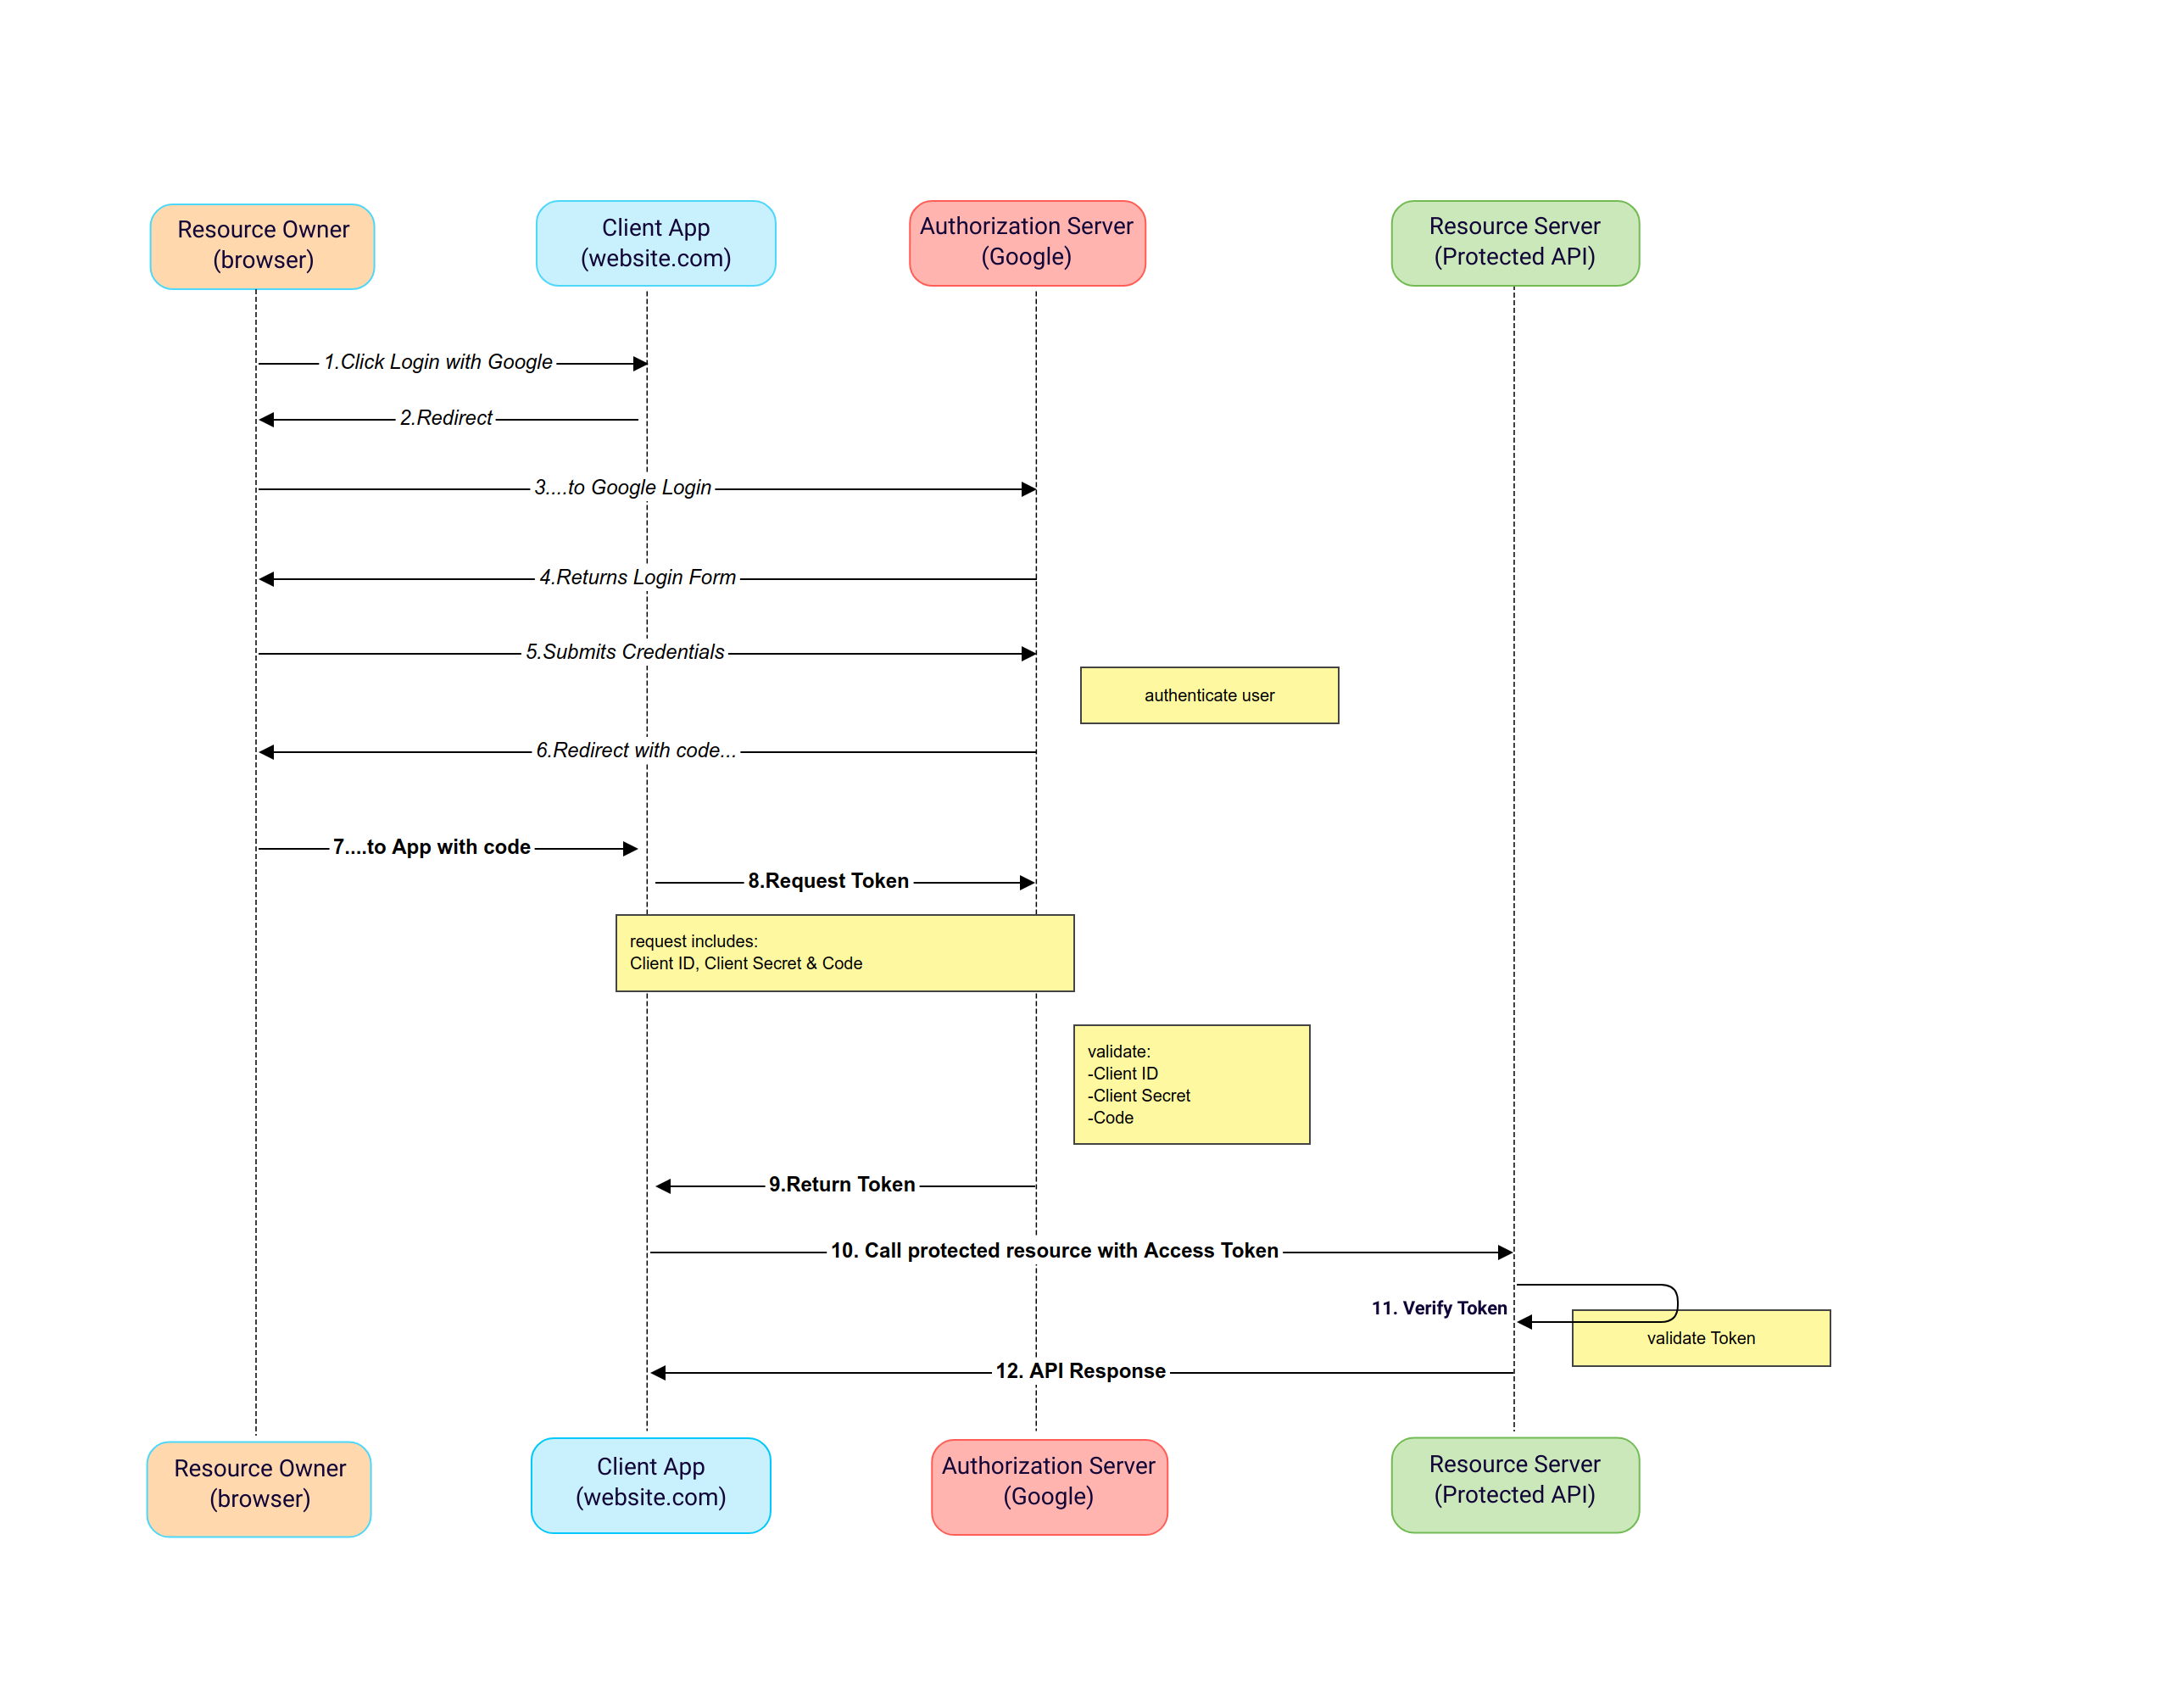 Resource Owner
(browser)
Client App
(website.com)
Authorization Server
(Google)
Resource Server
(Protected API)
1.Click Login with Google
2.Redirect
3....to Google Login
4.Returns Login Form
5.Submits Credentials
authenticate user
6.Redirect with code...
7....to App with code
8.Request Token
request includes:
Client ID, Client Secret & Code
validate:
-Client ID
-Client Secret
-Code
9.Return Token
10. Call protected resource with Access Token
11. Verify Token
validate Token
12. API Response
Resource Owner
(browser)
Client App
(website.com)
Authorization Server
(Google)
Resource Server
(Protected API)